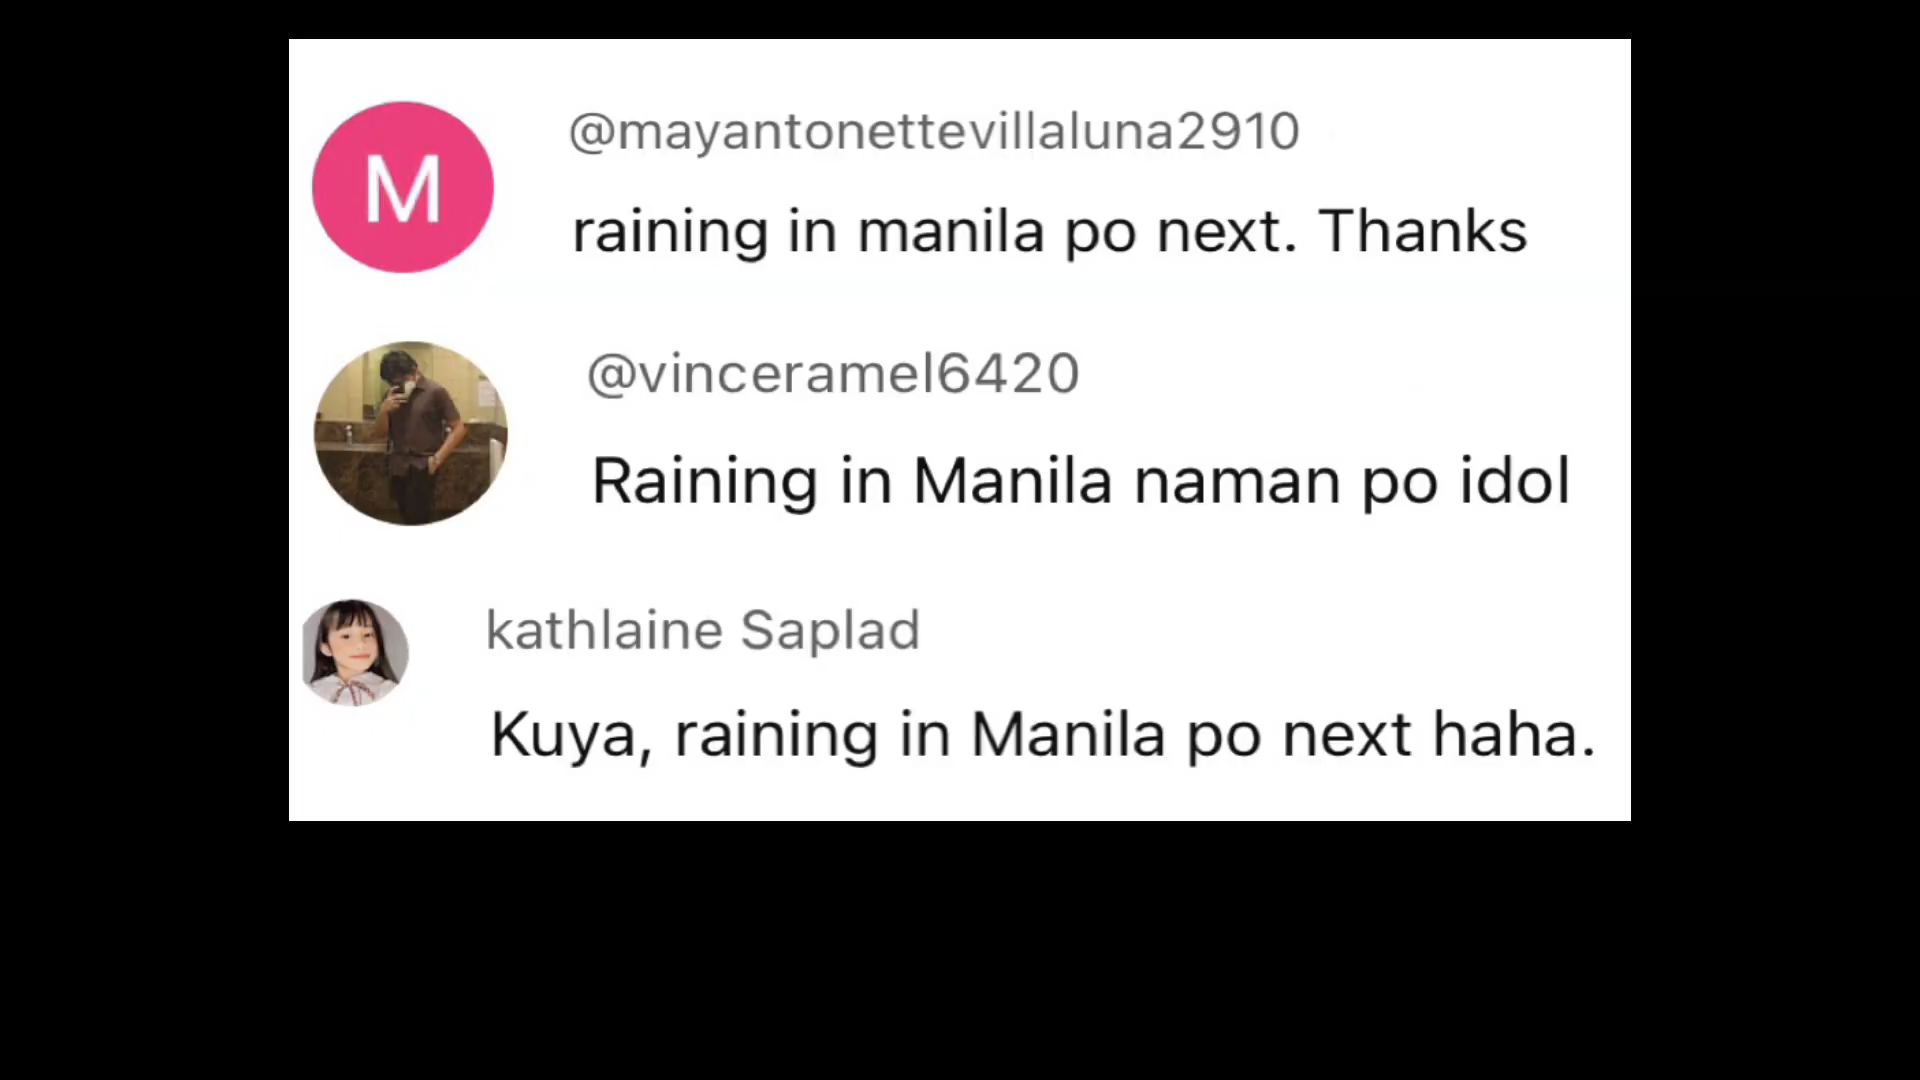 M
@mayantonettevillaluna2910
raining in manila po next. Thanks
@vinceramel6420
Raining in Manila naman po idol
kathlaine Saplad
Kuya, raining in Manila po next haha.